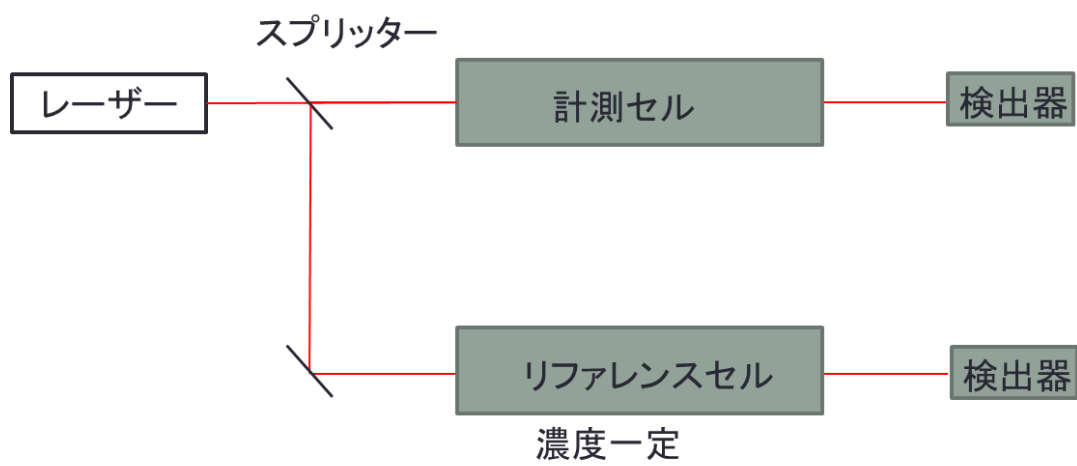 スプリッター
レーザー
計測セル
検出器
リファレンスセル
検出器
濃度一定